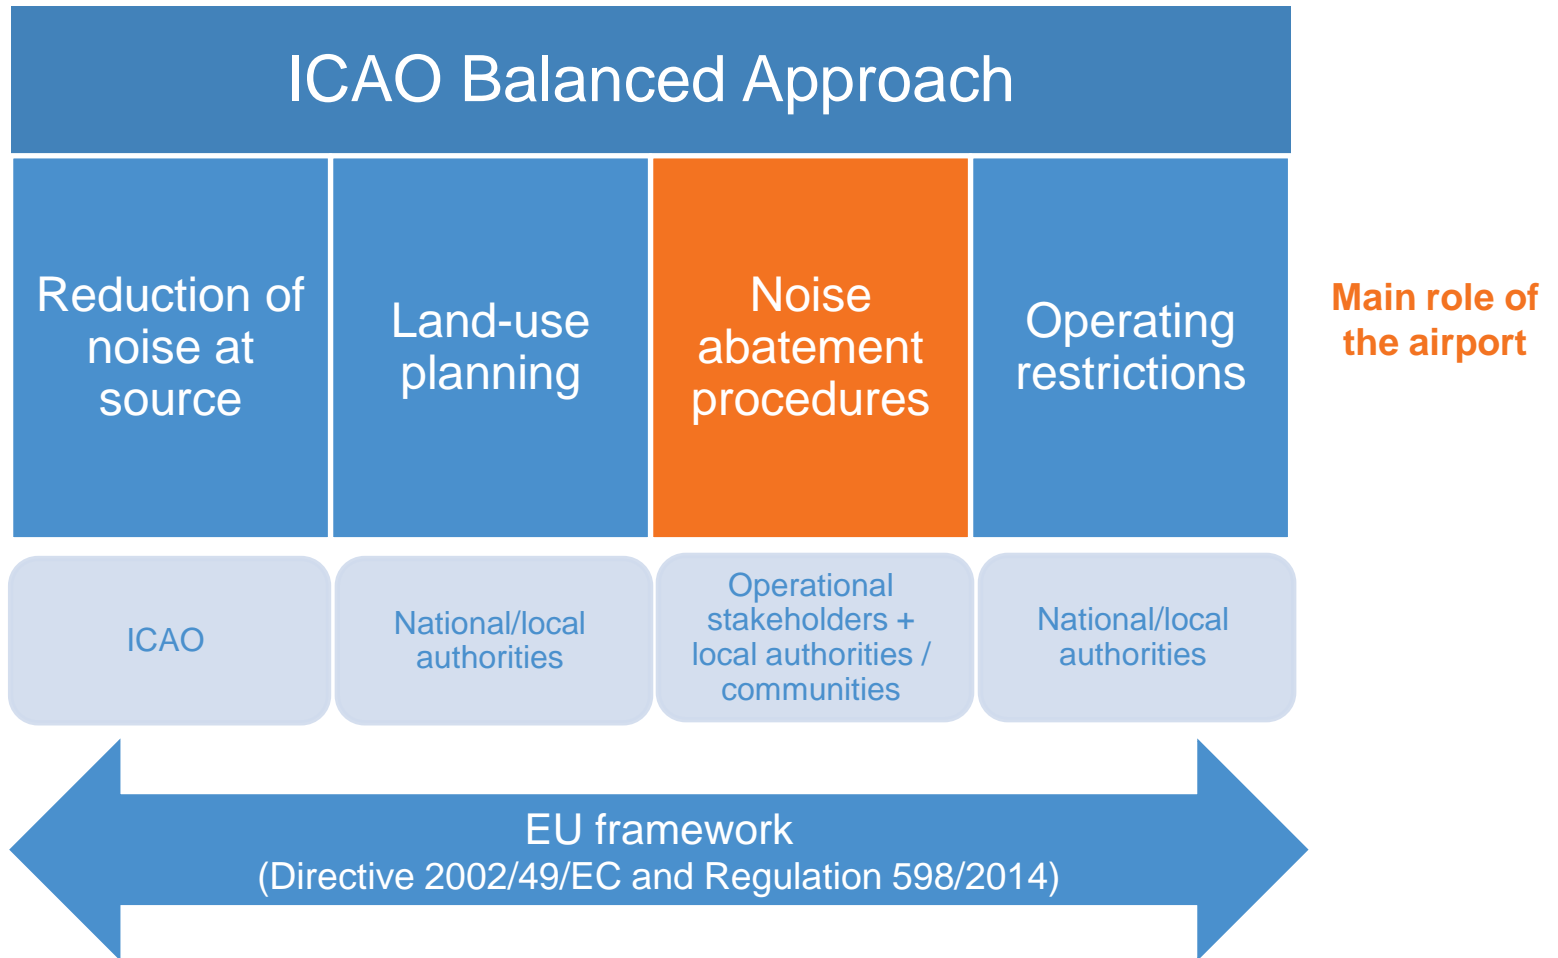 ICAO Balanced Approach
Reduction of
noise at
source
Land-use
planning
Noise
abatement
procedures
Operating
restrictions
Main role of
the airport
ICAO
National/local
authorities
Operational
stakeholders +
local authorities /
communities
National/local
authorities
EU framework
(Directive 2002/49/EC and Regulation 598/2014)